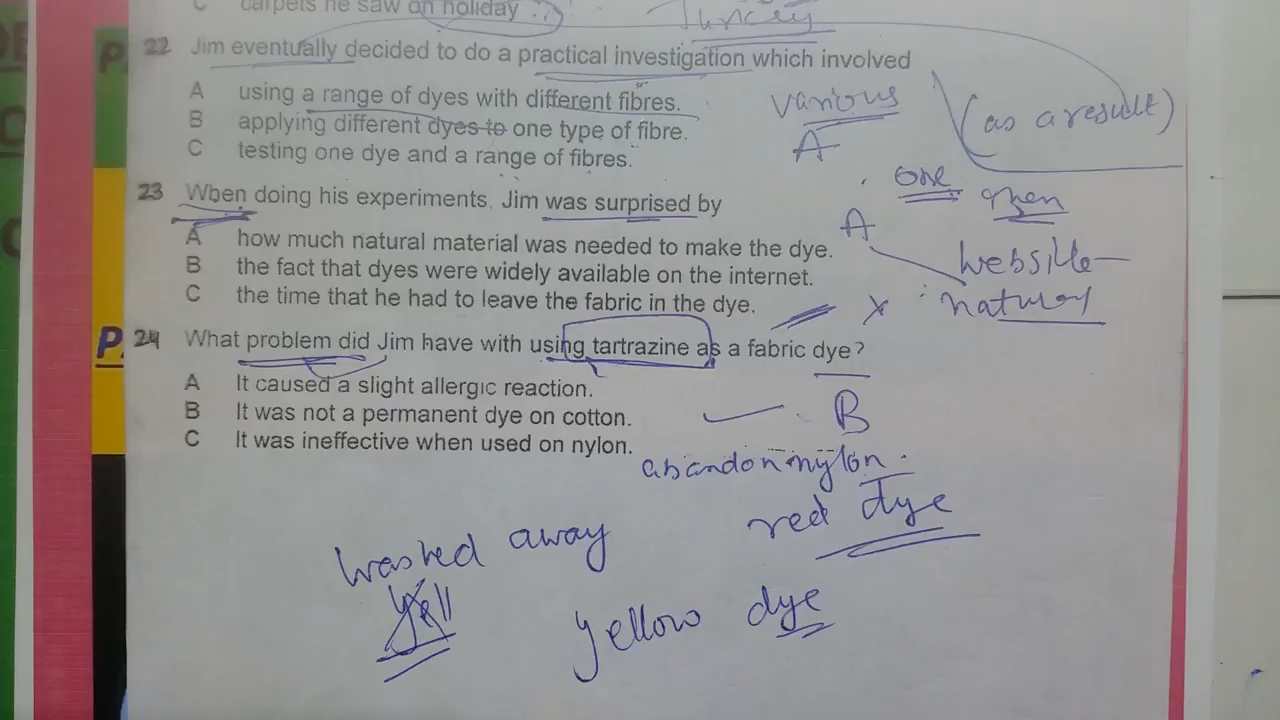 C carpets he saw on holiday
Turkey
22 Jim eventually decided to do a practical investigation which involved
A using a range of dyes with different fibres.
B applying different dyes to one type of fibre.
C testing one dye and a range of fibres.
various
A
(as a result)
one
then
23 When doing his experiments, Jim was surprised by
A how much natural material was needed to make the dye.
B the fact that dyes were widely available on the internet.
C the time that he had to leave the fabric in the dye.
A
website
x natural
24 What problem did Jim have with using tartrazine as a fabric dye?
A It caused a slight allergic reaction.
B It was not a permanent dye on cotton.
C It was ineffective when used on nylon.
B
abandon nylon.
washed away
red dye
Yell
yellow dye
P
P